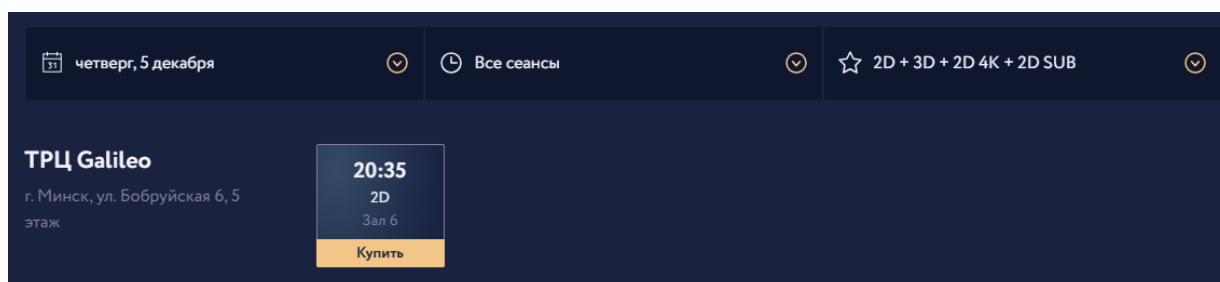 31 четверг, 5 декабря
Все сеансы
2D + 3D + 2D 4K + 2D SUB
ТРЦ Galileo
г. Минск, ул. Бобруйская 6, 5
этаж
20:35
2D
Зал 6
Купить